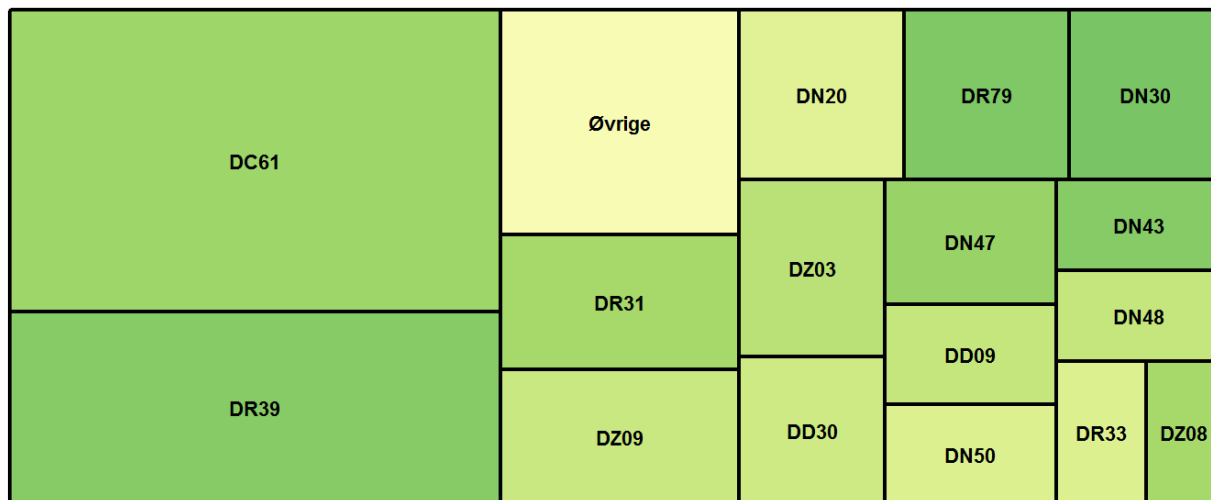 DC61
DR39
Øvrige
DR31
DZ09
DN20
DR79
DN30
DZ03
DD30
DN47
DD09
DN50
DN43
DN48
DR33
DZ08